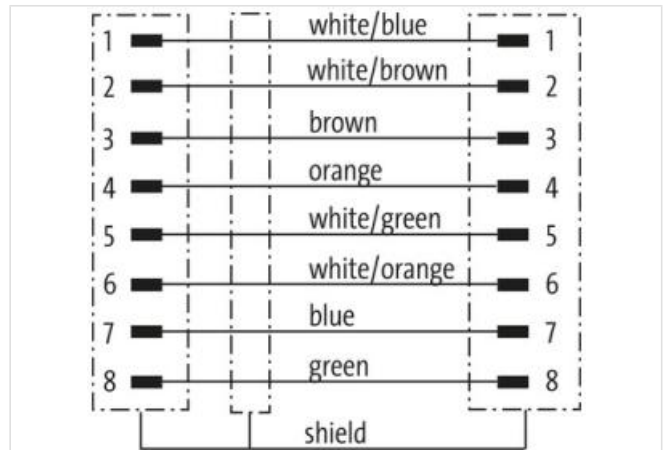 1 white/blue 1
2 white/brown 2
3 brown 3
4 orange 4
5 white/green 5
6 white/orange 6
7 blue 7
8 green 8
shield